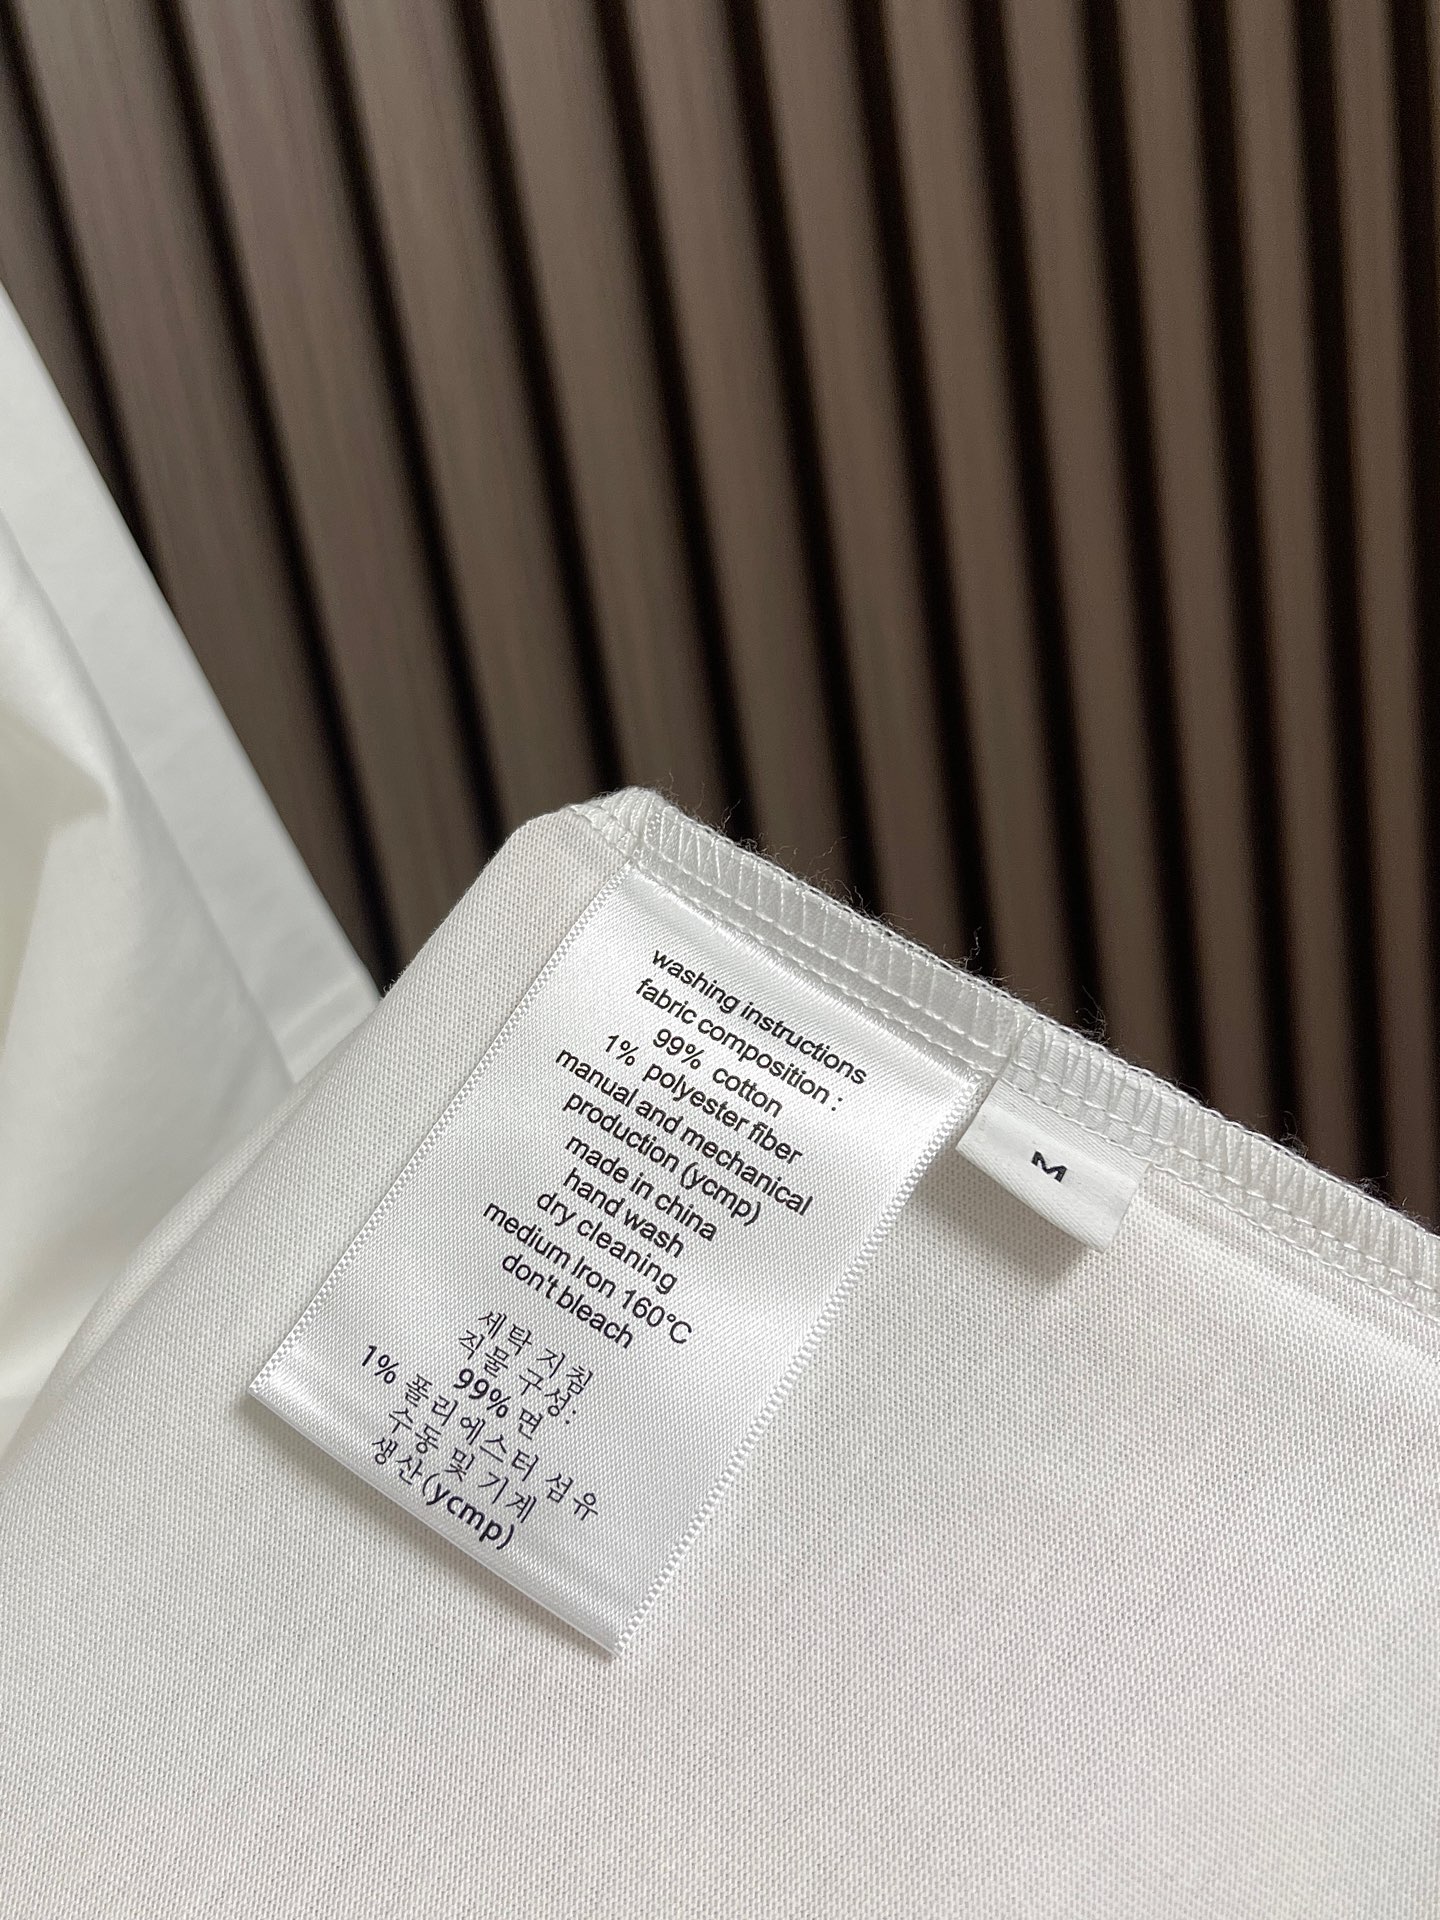 washing instructions
fabric composition :
99% cotton
1% polyester fiber
manual and mechanical
production (ycmp)
made in china
hand wash
dry cleaning
medium Iron 160°C
don't bleach
세탁 지침
직물 구성:
99% 면
1% 폴리에스터 섬유
수동 및 기계
생산(ycmp)
M